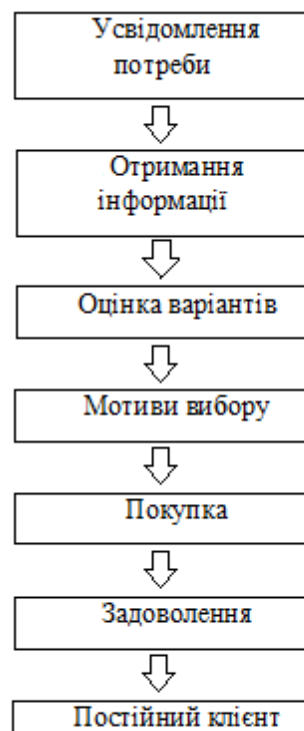 Усвідомлення
потреби
Отримання
інформації
Оцінка варіантів
Мотиви вибору
Покупка
Задоволення
Постійний клієнт